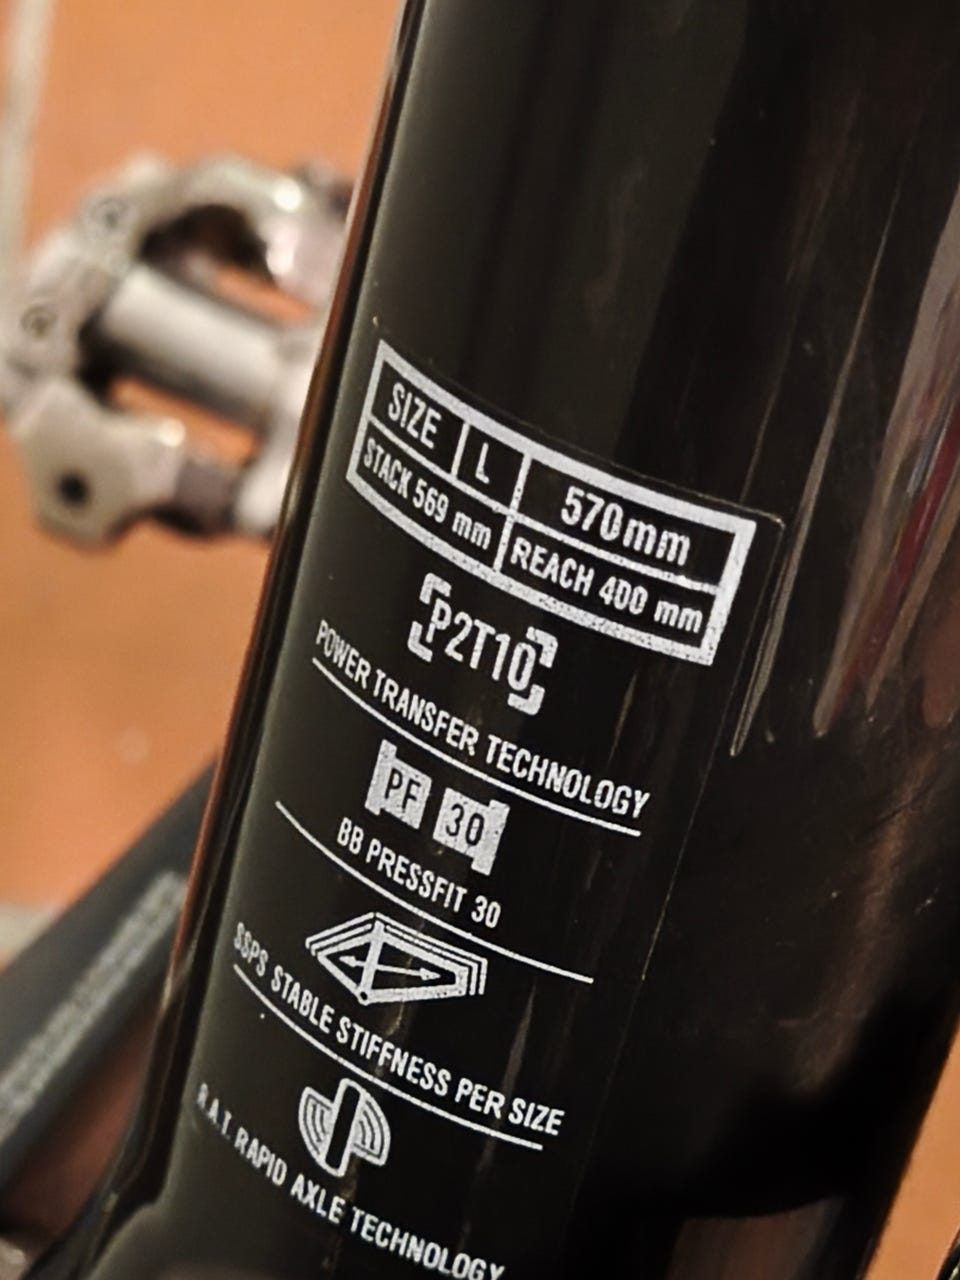 SIZE L 570mm
STACK 569 mm REACH 400 mm
P2T10
POWER TRANSFER TECHNOLOGY
PF 30
BB PRESSFIT 30
SSPS STABLE STIFFNESS PER SIZE
R.A.T. RAPID AXLE TECHNOLOGY